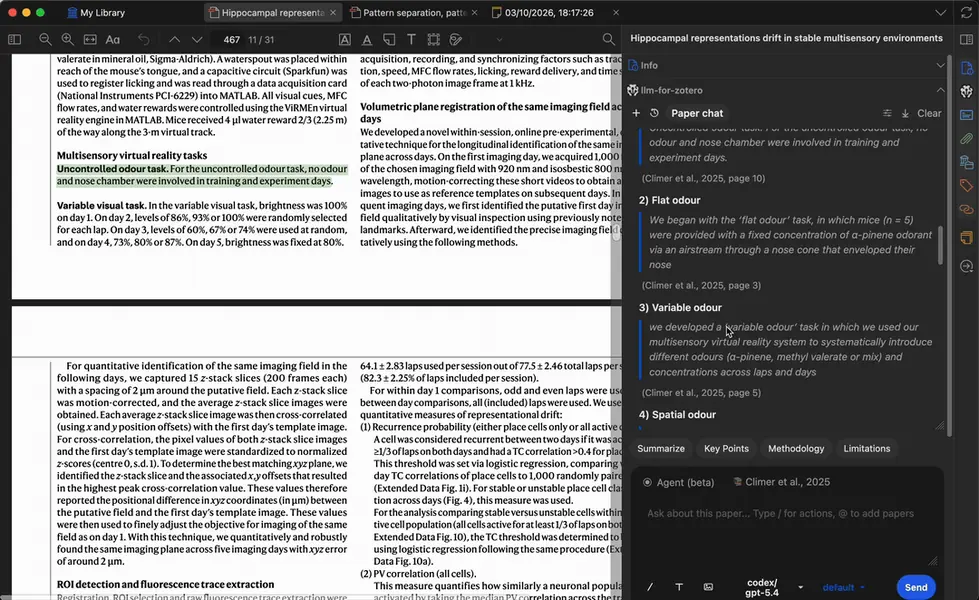 My Library
Hippocampal representa
Pattern separation, patte
03/10/2026, 18:17:26
Aa
467 11 / 31
A
A
T
valerate in mineral oil, Sigma-Aldrich). A waterspout was placed within
reach of the mouse's tongue, and a capacitive circuit (Sparkfun) was
used to register licking and was read through a data acquisition card
(National Instruments PCI-6229) into MATLAB. All visual cues, MFC
flow rates, and water rewards were controlled using the ViRMEn virtual
reality engine in MATLAB. Mice received 4 µl water reward 2/3 (2.25 m)
of the way along the 3-m virtual track.
Multisensory virtual reality tasks
Uncontrolled odour task. For the uncontrolled odour task, no odour
and nose chamber were involved in training and experiment days.
Variable visual task. In the variable visual task, brightness was 100%
on day 1. On day 2, levels of 86%, 93% or 100% were randomly selected
for each lap. On day 3, levels of 60%, 67% or 74% were used at random,
and on day 4, 73%, 80% or 87%. On day 5, brightness was fixed at 80%.
acquisition, recording, and synchronizing factors such as trac
tion, speed, MFC flow rates, licking, reward delivery, and time s
of each two-photon image frame at 1 kHz.
Volumetric plane registration of the same imaging field ac
days
We developed a novel within-session, online pre-experimental,
tative technique for the longitudinal identification of the same in
plane across days. On the first imaging day, we acquired 1,000
of the chosen imaging field with 920 nm and isosbestic 800 nm
wavelength, motion-correcting these short videos to obtain a
images to use as reference templates on subsequent days. In
quent imaging days, we first identified the putative first day in
field qualitatively by visual inspection using previously note
landmarks. Afterward, we identified the precise imaging field
tatively using the following methods.
For quantitative identification of the same imaging field in the
following days, we captured 15 z-stack slices (200 frames each)
with a spacing of 2 µm around the putative field. Each z-stack slice
was motion-corrected, and the average z-stack slice images were
obtained. Each average z-stack slice image was then cross-correlated
(using x and y position offsets) with the first day's template image.
For cross-correlation, the pixel values of both z-stack slice images
and the first day's template image were standardized to normalized
z-scores (centre 0, s.d. 1). To determine the best matching xyz plane, we
identified the z-stack slice and the associated x,y offsets that resulted
in the highest peak cross-correlation value. These values therefore
reported the positional difference in xyz coordinates (in µm) between
the putative field and the first day's template image. These values
were then used to finely adjust the objective for imaging of the same
field as on day 1. With this technique, we quantitatively and robustly
found the same imaging plane across five imaging days with xyz error
of around 2 µm.
ROI detection and fluorescence trace extraction
Registration, ROI selection and raw fluorescence trace extraction were
64.1 ± 2.83 laps used per session out of 77.5 ± 2.46 total laps per s
(82.3 ± 2.25% of laps included per session).
For within day 1 comparisons, odd and even laps were used
between day comparisons, all (included) laps were used. We use
quantitative measures of representational drift:
(1) Recurrence probability (either place cells only or all active c
A cell was considered recurrent between two days if it was ac
≥1/3 of laps on both days and had a TC correlation >0.4 for pla
This threshold was set via logistic regression, comparing
day TC correlations of place cells to 1,000 randomly paire
(Extended Data Fig. 1i). For stable or unstable place cell clas
tion across days (Fig. 4), this measure was used.
For the analysis comparing stable versus unstable cells within
tive cell population (all cells active for at least 1/3 of laps on bot
Extended Data Fig. 10), the TC threshold was determined to b
using logistic regression following the same procedure (Ex
Data Fig. 10a).
(2) PV correlation (all cells).
This measure quantifies how similarly a neuronal popula
activated by taking the median PV correlation across the tr
Hippocampal representations drift in stable multisensory environments
Info
llm-for-zotero
Paper chat
Clear
Uncontrolled odour task. For the uncontrolled odour task, no
odour and nose chamber were involved in training and
experiment days.
(Climer et al., 2025, page 10)
2) Flat odour
We began with the 'flat odour' task, in which mice (n = 5)
were provided with a fixed concentration of α-pinene odorant
via an airstream through a nose cone that enveloped their
nose
(Climer et al., 2025, page 3)
3) Variable odour
we developed a 'variable odour' task in which we used our
multisensory virtual reality system to systematically introduce
different odours (α-pinene, methyl valerate or mix) and
concentrations across laps and days
(Climer et al., 2025, page 5)
4) Spatial odour
Summarize
Key Points
Methodology
Limitations
Agent (beta)
Climer et al., 2025
Ask about this paper... Type / for actions, @ to add papers
/
T
codex/
gpt-5.4
default
Send